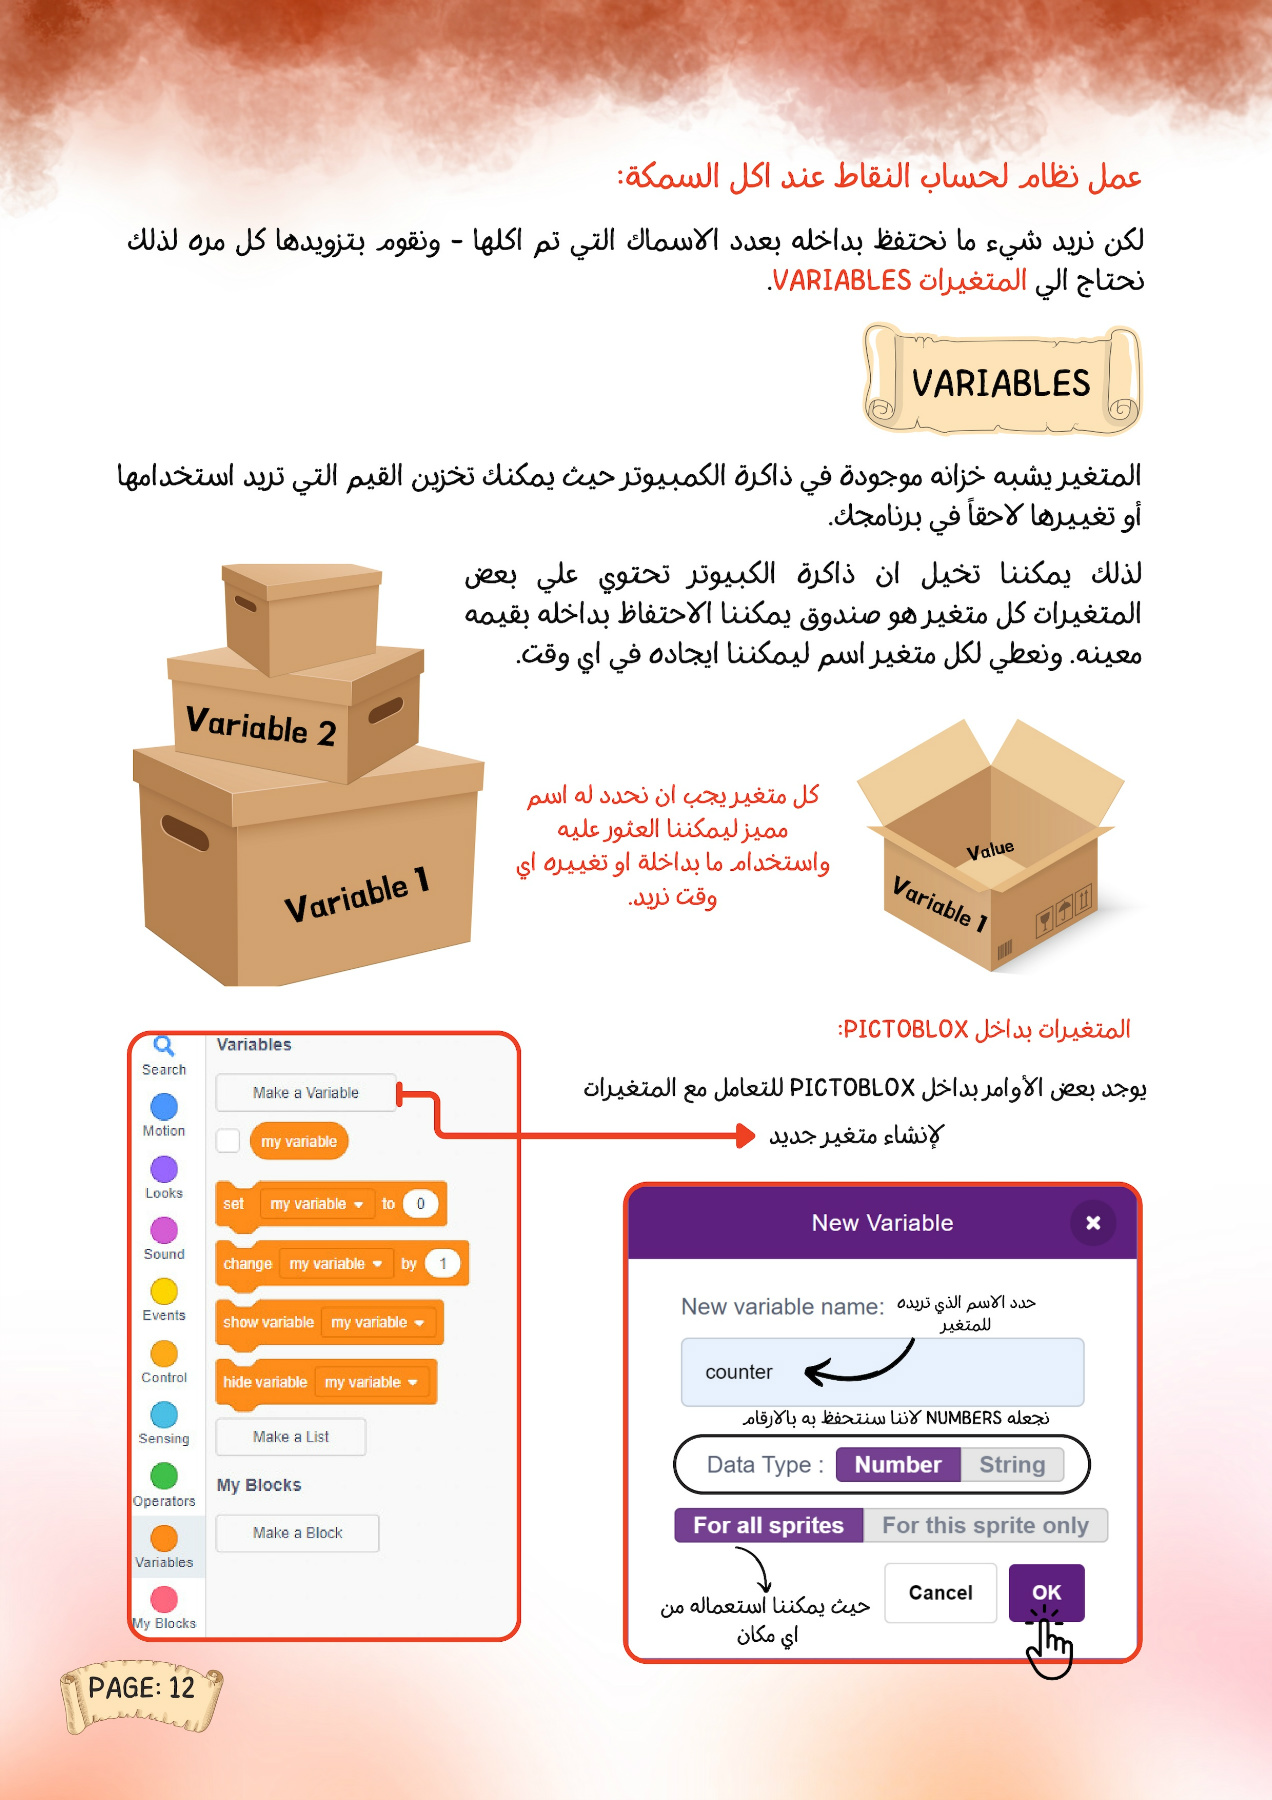 عمل نظام لحساب النقاط عند اكل السمكة:
لكن نريد شيء ما نحتفظ بداخله بعدد الاسماك التي تم اكلها - ونقوم بتزويدها كل مره لذلك
نحتاج الي المتغيرات VARIABLES.
VARIABLES
المتغير يشبه خزانه موجودة في ذاكرة الكمبيوتر حيث يمكنك تخزين القيم التي تريد استخدامها
أو تغييرها لاحقاً في برنامجك.
لذلك يمكننا تخيل ان ذاكرة الكبيوتر تحتوي علي بعض
المتغيرات كل متغير هو صندوق يمكننا الاحتفاظ بداخله بقيمه
معينه. ونعطي لكل متغير اسم ليمكننا ايجاده في اي وقت.
Variable 2
Variable 1
كل متغير يجب ان نحدد له اسم
مميز ليمكننا العثور عليه
واستخدام ما بداخلة او تغييره اي
وقت نريد.
Value
Variable 1
المتغيرات بداخل PICTOBLOX:
يوجد بعض الأوامر بداخل PICTOBLOX للتعامل مع المتغيرات
لإنشاء متغير جديد
Search
Motion
Looks
Sound
Events
Control
Sensing
Operators
Variables
My Blocks
Variables
Make a Variable
my variable
set my variable to 0
change my variable by 1
show variable my variable
hide variable my variable
Make a List
My Blocks
Make a Block
New Variable
New variable name:
حدد الاسم الذي تريده
للمتغير
counter
نجعله NUMBERS لاننا سنتحفظ به بالارقام
Data Type : Number String
For all sprites For this sprite only
حيث يمكننا استعماله من
اي مكان
Cancel OK
PAGE: 12